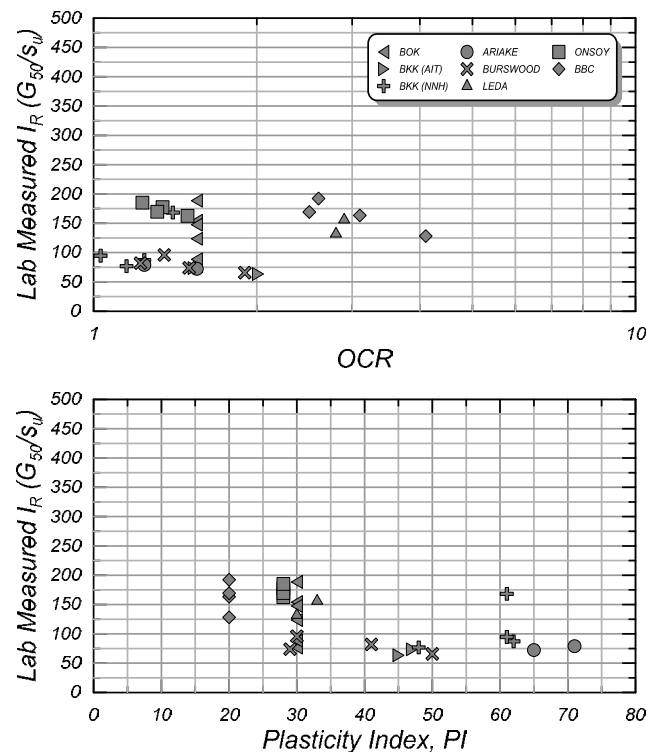 500
450
400
350
300
250
200
150
100
50
0
Lab Measured I_R (G_50/s_u)
BOK
ARIAKE
ONSOY
BKK (AIT)
BURSWOOD
BBC
BKK (NNH)
LEDA
1
10
OCR
500
450
400
350
300
250
200
150
100
50
0
Lab Measured I_R (G_50/s_u)
0 10 20 30 40 50 60 70 80
Plasticity Index, PI